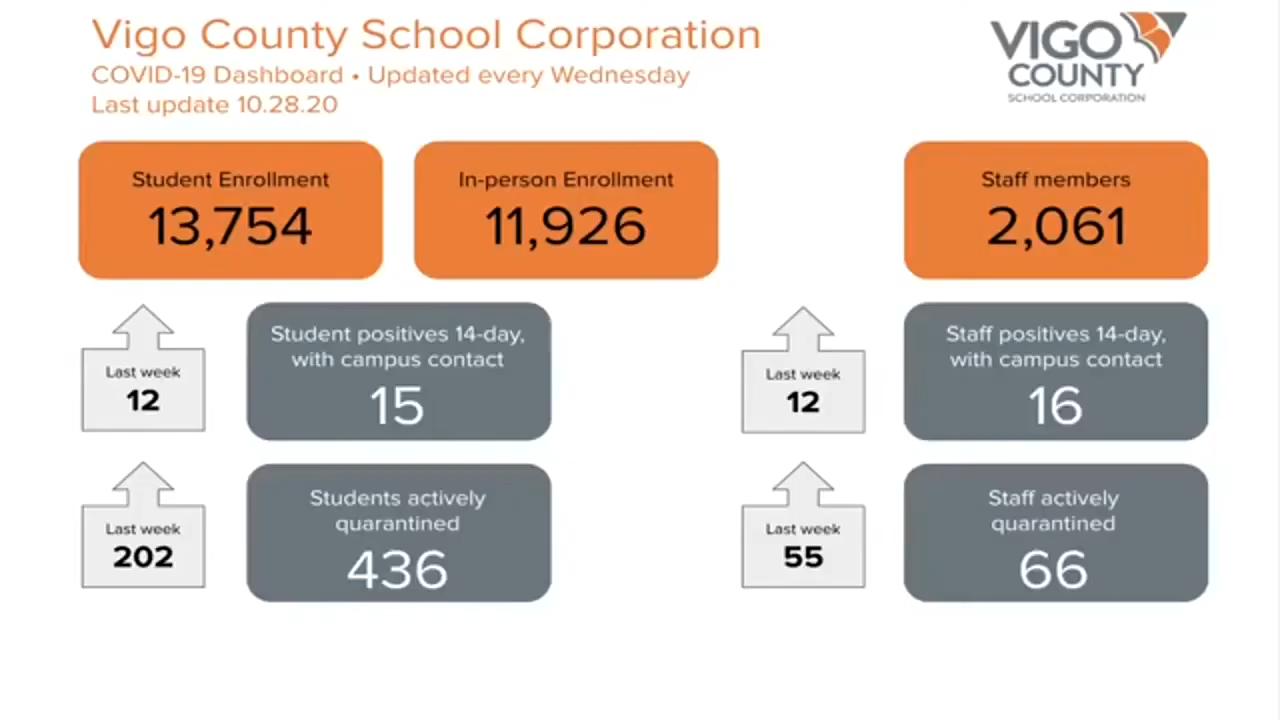 Vigo County School Corporation
COVID-19 Dashboard • Updated every Wednesday
Last update 10.28.20
VIGO
COUNTY
SCHOOL CORPORATION
Student Enrollment
13,754
In-person Enrollment
11,926
Staff members
2,061
Last week
12
Student positives 14-day,
with campus contact
15
Last week
12
Staff positives 14-day,
with campus contact
16
Last week
202
Students actively
quarantined
436
Last week
55
Staff actively
quarantined
66